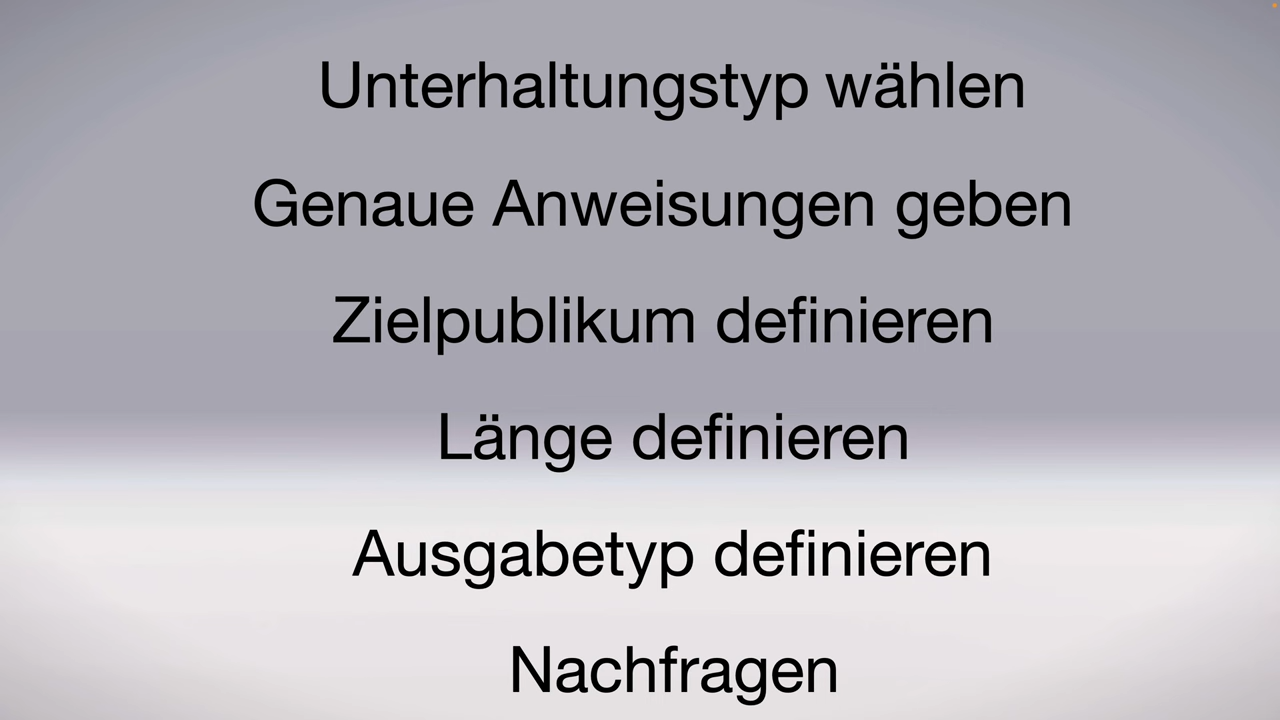 Unterhaltungstyp wählen
Genaue Anweisungen geben
Zielpublikum definieren
Länge definieren
Ausgabetyp definieren
Nachfragen